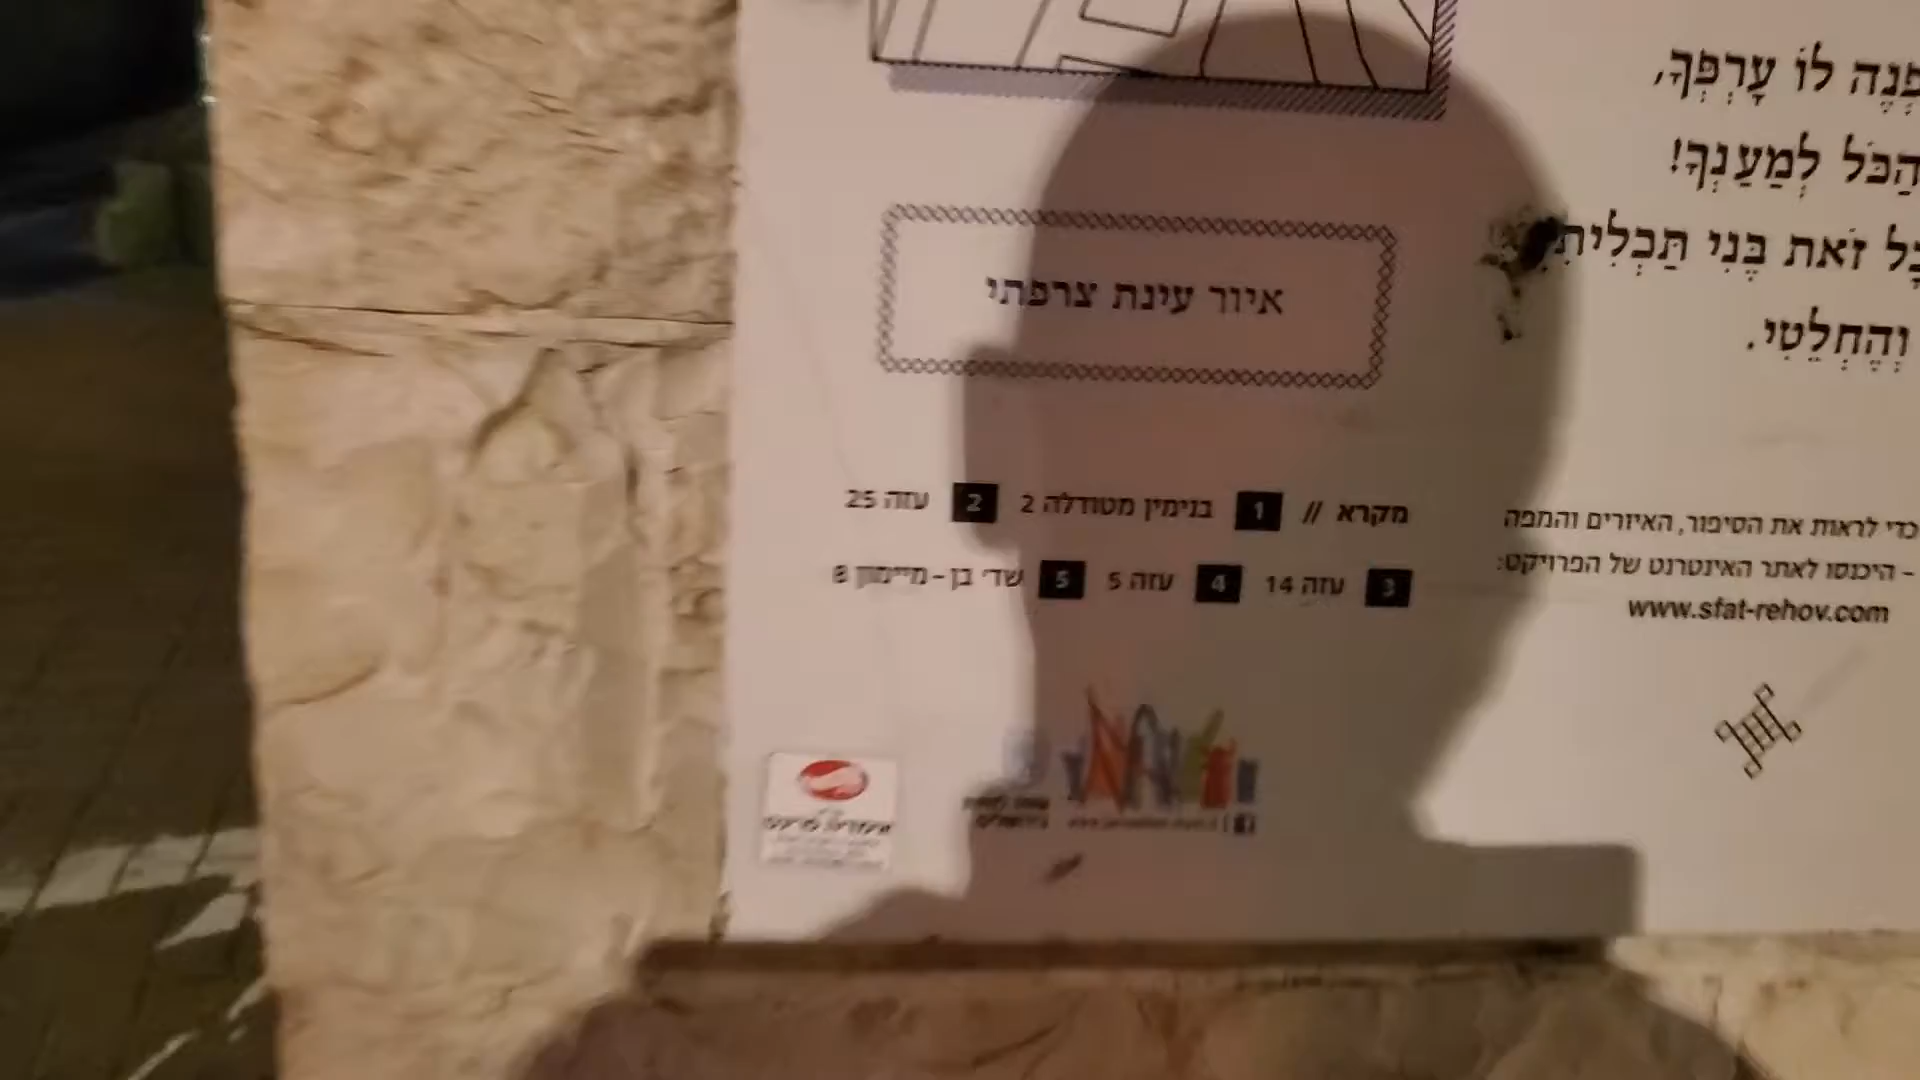 לוֹ עָרְפְּךָ,
הַכֹּל לְמַעַנְךָ!
זֹאת בְּנִי תַּכְלִיתִי
וְהֶחְלֵטִי.
איור עינת צרפתי
מקרא // 1 בנימין מטודלה 2 2 עזה 25
3 עזה 14 4 עזה 5 5 שד׳ בן-מיימון 8
כדי לראות את הסיפור, האיורים והמפה
- היכנסו לאתר האינטרנט של הפרויקט:
www.sfat-rehov.com